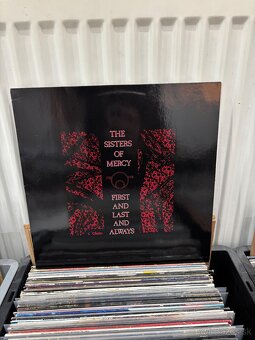 THE
SISTERS
OF
MERCY
FIRST
AND
LAST AND
ALWAYS